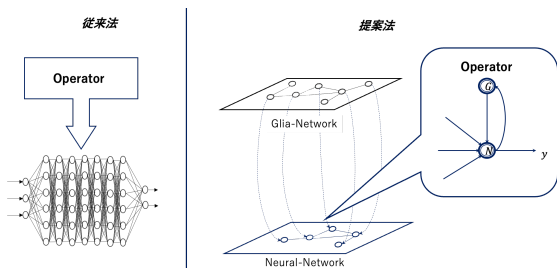 従来法
Operator
提案法
Glia-Network
Neural-Network
Operator
G
N
y